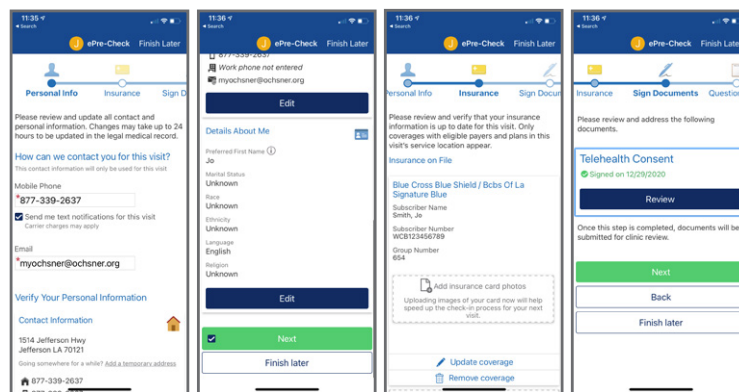 11:35
Search
J ePre-Check Finish Later
Personal Info Insurance Sign D
Please review and update all contact and
personal information. Changes may take up to 24
hours to be updated in the legal medical record.
How can we contact you for this visit?
This contact information will only be used for this visit
Mobile Phone
*877-339-2637
Send me text notifications for this visit
Carrier charges may apply
Email
*myochsner@ochsner.org
Verify Your Personal Information
Contact Information
1514 Jefferson Hwy
Jefferson LA 70121
Going somewhere for a while? Add a temporary address
877-339-2637
11:36
Search
J ePre-Check Finish Later
877-339-2637
Work phone not entered
myochsner@ochsner.org
Edit
Details About Me
Preferred First Name
Jo
Marital Status
Unknown
Race
Unknown
Ethnicity
Unknown
Language
English
Religion
Unknown
Edit
Next
Finish later
11:36
Search
J ePre-Check Finish Later
Personal Info Insurance Sign Docum
Please review and verify that your insurance
information is up to date for this visit. Only
coverages with eligible payers and plans in this
visit's service location appear.
Insurance on File
Blue Cross Blue Shield / Bcbs Of La
Signature Blue
Subscriber Name
Smith, Jo
Subscriber Number
WCB123456789
Group Number
654
Add insurance card photos
Uploading images of your card now will help
speed up the check-in process for your next
visit.
Update coverage
Remove coverage
11:36
Search
J ePre-Check Finish Late
Insurance Sign Documents Question
Please review and address the following
documents.
Telehealth Consent
Signed on 12/29/2020
Review
Once this step is completed, documents will be
submitted for clinic review.
Next
Back
Finish later